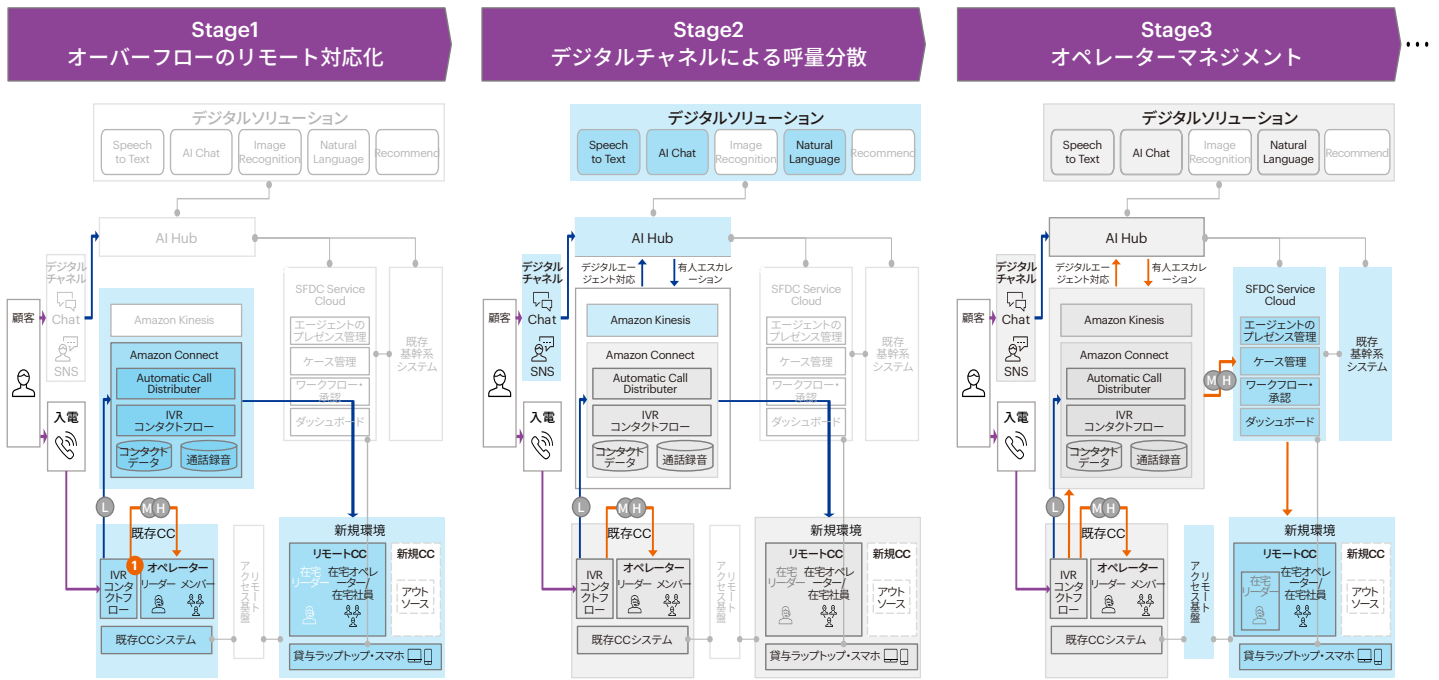 Stage1
オーバーフローのリモート対応化
デジタルソリューション
Speech
to Text
AI Chat
Image
Recognition
Natural
Language
Recommend
AI Hub
デジタル
チャネル
Chat
SNS
顧客
入電
Amazon Kinesis
Amazon Connect
Automatic Call
Distributer
IVR
コンタクトフロー
コンタクト
データ
通話録音
SFDC Service
Cloud
エージェントの
プレゼンス管理
ケース管理
ワークフロー・
承認
ダッシュボード
既存
基幹系
システム
L
M
H
既存CC
1
IVR
コンタ
クトフ
ロー
オペレーター
リーダー
メンバー
既存CCシステム
リモート
アクセス基盤
新規環境
リモートCC
在宅
リーダー
在宅オペレ
ーター/
在宅社員
新規CC
アウト
ソース
貸与ラップトップ・スマホ
Stage2
デジタルチャネルによる呼量分散
デジタルソリューション
Speech
to Text
AI Chat
Image
Recognition
Natural
Language
Recommend
AI Hub
デジタルエー
ジェント対応
有人エスカレ
ーション
デジタル
チャネル
Chat
SNS
顧客
入電
Amazon Kinesis
Amazon Connect
Automatic Call
Distributer
IVR
コンタクトフロー
コンタクト
データ
通話録音
SFDC Service
Cloud
エージェントの
プレゼンス管理
ケース管理
ワークフロー・
承認
ダッシュボード
既存
基幹系
システム
L
M
H
既存CC
IVR
コンタ
クトフ
ロー
オペレーター
リーダー
メンバー
既存CCシステム
リモート
アクセス基盤
新規環境
リモートCC
在宅
リーダー
在宅オペレ
ーター/
在宅社員
新規CC
アウト
ソース
貸与ラップトップ・スマホ
Stage3
オペレーターマネジメント
…
デジタルソリューション
Speech
to Text
AI Chat
Image
Recognition
Natural
Language
Recommend
AI Hub
デジタルエー
ジェント対応
有人エスカレ
ーション
デジタル
チャネル
Chat
SNS
顧客
入電
Amazon Kinesis
Amazon Connect
Automatic Call
Distributer
IVR
コンタクトフロー
コンタクト
データ
通話録音
M
H
SFDC Service
Cloud
エージェントの
プレゼンス管理
ケース管理
ワークフロー・
承認
ダッシュボード
既存
基幹系
システム
L
M
H
既存CC
IVR
コンタ
クトフ
ロー
オペレーター
リーダー
メンバー
既存CCシステム
リモート
アクセス基盤
新規環境
リモートCC
在宅
リーダー
在宅オペレ
ーター/
在宅社員
新規CC
アウト
ソース
貸与ラップトップ・スマホ